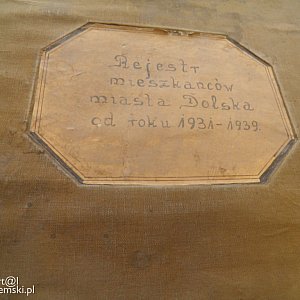 Rejestr
mieszkańców
miasta Dolska
od roku 1931-1939.